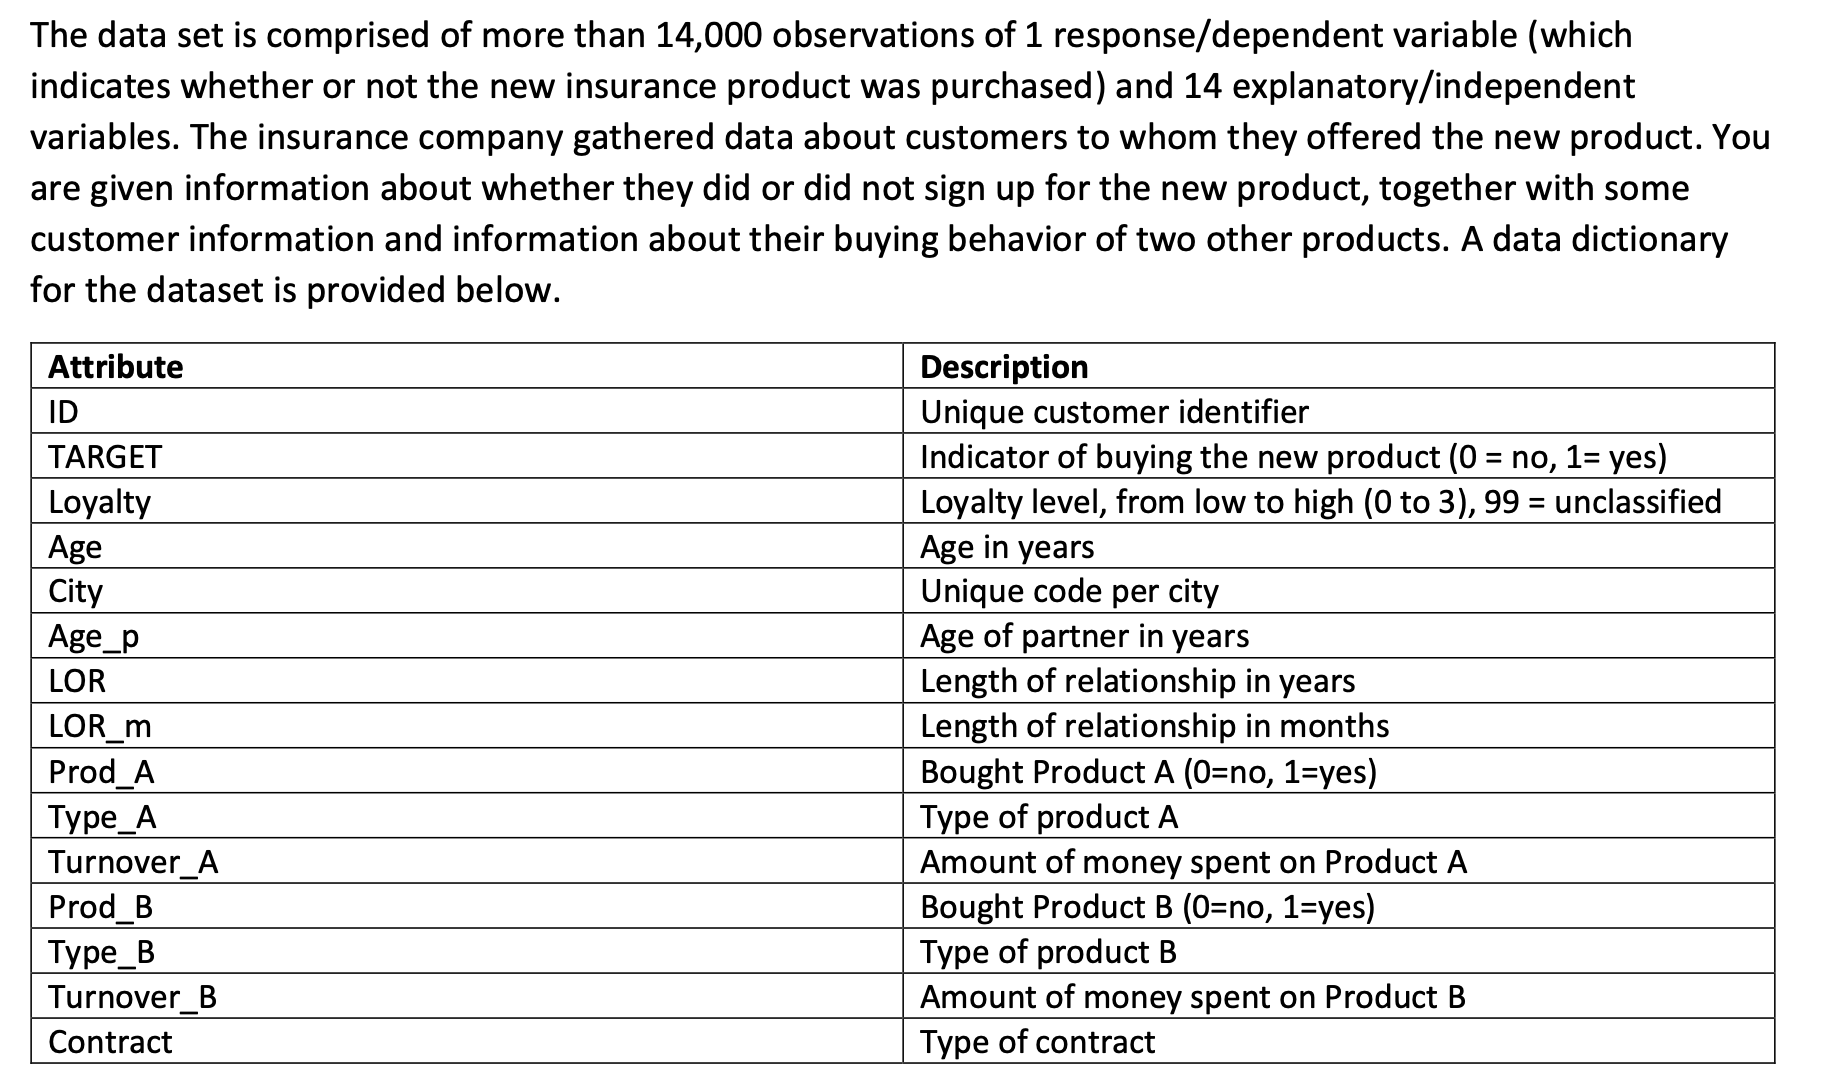 The data set is comprised of more than 14,000 observations of 1 response/dependent variable (which
indicates whether or not the new insurance product was purchased) and 14 explanatory/independent
variables. The insurance company gathered data about customers to whom they offered the new product. You
are given information about whether they did or did not sign up for the new product, together with some
customer information and information about their buying behavior of two other products. A data dictionary
for the dataset is provided below.
Attribute Description
ID Unique customer identifier
TARGET Indicator of buying the new product (0 = no, 1= yes)
Loyalty Loyalty level, from low to high (0 to 3), 99 = unclassified
Age Age in years
City Unique code per city
Age_p Age of partner in years
LOR Length of relationship in years
LOR_m Length of relationship in months
Prod_A Bought Product A (0=no, 1=yes)
Type_A Type of product A
Turnover_A Amount of money spent on Product A
Prod_B Bought Product B (0=no, 1=yes)
Type_B Type of product B
Turnover_B Amount of money spent on Product B
Contract Type of contract